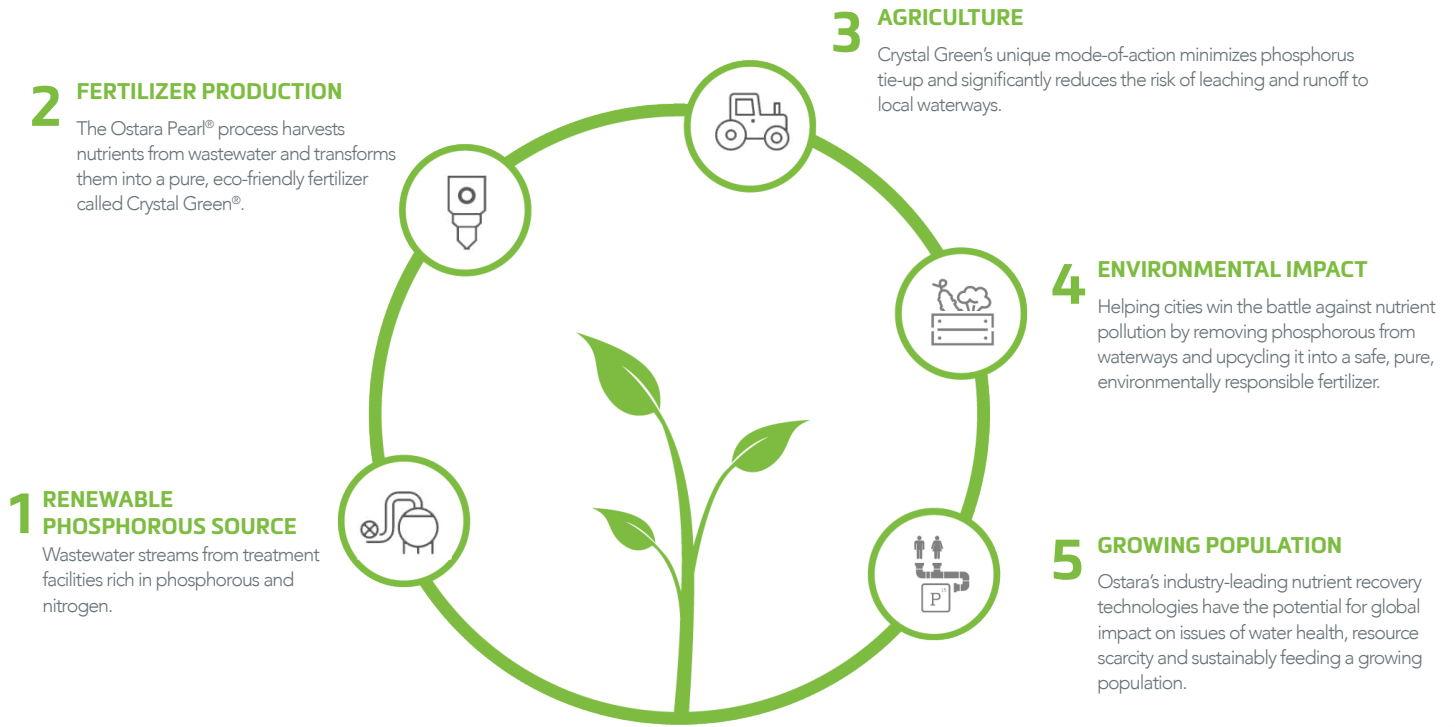 1 RENEWABLE
PHOSPHOROUS SOURCE
Wastewater streams from treatment
facilities rich in phosphorous and
nitrogen.
2 FERTILIZER PRODUCTION
The Ostara Pearl® process harvests
nutrients from wastewater and transforms
them into a pure, eco-friendly fertilizer
called Crystal Green®.
3 AGRICULTURE
Crystal Green’s unique mode-of-action minimizes phosphorus
tie-up and significantly reduces the risk of leaching and runoff to
local waterways.
4 ENVIRONMENTAL IMPACT
Helping cities win the battle against nutrient
pollution by removing phosphorous from
waterways and upcycling it into a safe, pure,
environmentally responsible fertilizer.
5 GROWING POPULATION
Ostara’s industry-leading nutrient recovery
technologies have the potential for global
impact on issues of water health, resource
scarcity and sustainably feeding a growing
population.
P
15